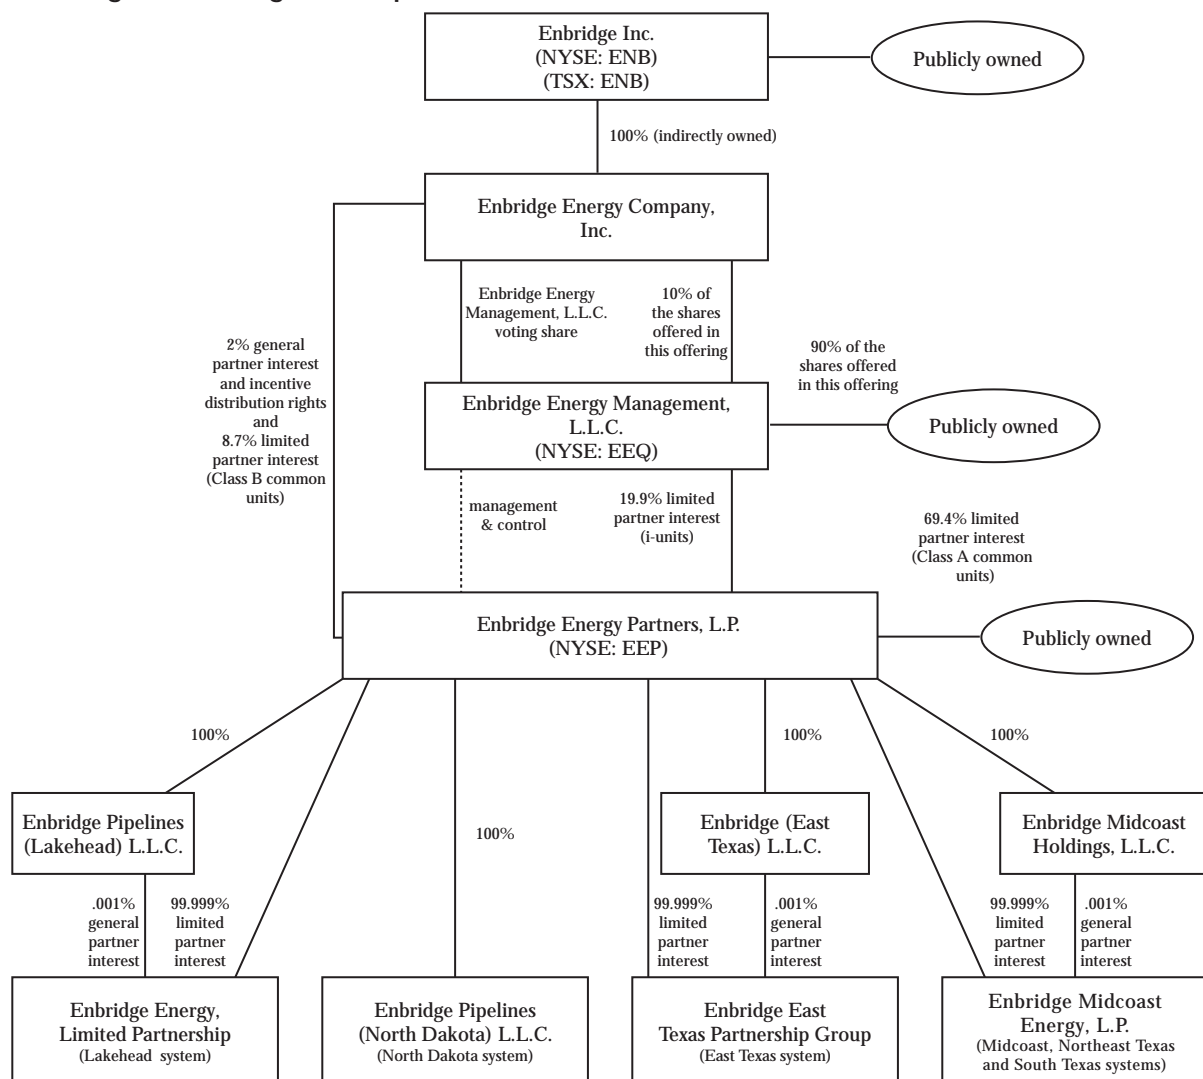 Enbridge Inc.
(NYSE: ENB)
(TSX: ENB)
Publicly owned
100% (indirectly owned)
Enbridge Energy Company,
Inc.
Enbridge Energy
Management, L.L.C.
voting share
10% of
the shares
offered in
this offering
2% general
partner interest
and incentive
distribution rights
and
8.7% limited
partner interest
(Class B common
units)
90% of the
shares offered
in this offering
Enbridge Energy Management,
L.L.C.
(NYSE: EEQ)
Publicly owned
management
& control
19.9% limited
partner interest
(i-units)
69.4% limited
partner interest
(Class A common
units)
Enbridge Energy Partners, L.P.
(NYSE: EEP)
Publicly owned
100%
100%
100%
100%
Enbridge Pipelines
(Lakehead) L.L.C.
Enbridge (East
Texas) L.L.C.
Enbridge Midcoast
Holdings, L.L.C.
.001%
general
partner
interest
99.999%
limited
partner
interest
99.999%
limited
partner
interest
.001%
general
partner
interest
99.999%
limited
partner
interest
.001%
general
partner
interest
Enbridge Energy,
Limited Partnership
(Lakehead system)
Enbridge Pipelines
(North Dakota) L.L.C.
(North Dakota system)
Enbridge East
Texas Partnership Group
(East Texas system)
Enbridge Midcoast
Energy, L.P.
(Midcoast, Northeast Texas
and South Texas systems)